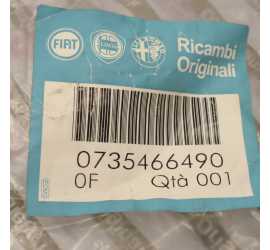 FIAT
Ricambi
Originali
0735466490
0F Qtà 001